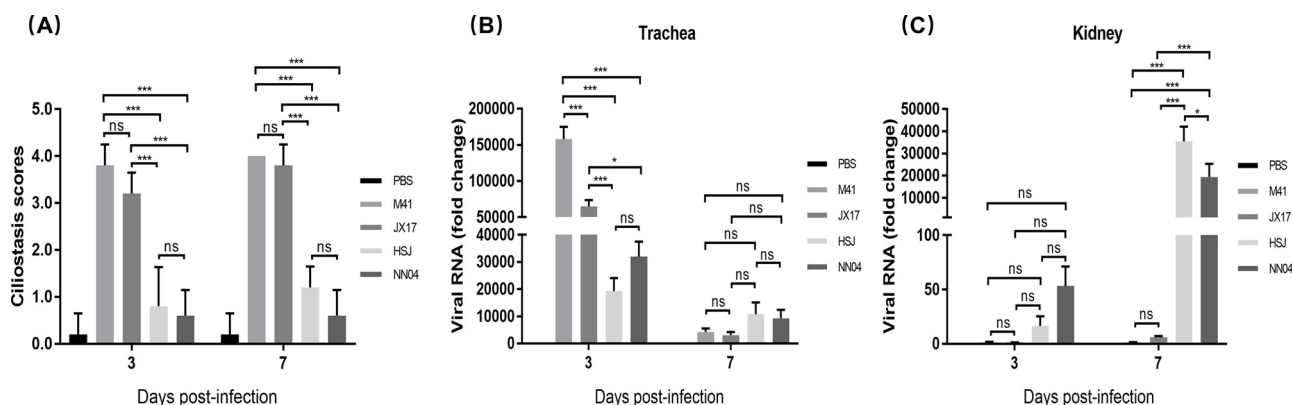 (A)
Ciliostasis scores
5.0
4.0
3.0
2.0
1.0
0.0
***
***
ns
***
***
ns
***
***
***
ns
***
ns
3
7
Days post-infection
PBS
M41
JX17
HSJ
NN04
(B)
Trachea
Viral RNA (fold change)
200000
150000
100000
50000
40000
30000
20000
10000
0
***
***
***
*
***
ns
ns
ns
ns
ns
ns
ns
3
7
Days post-infection
PBS
M41
JX17
HSJ
NN04
(C)
Kidney
Viral RNA (fold change)
50000
40000
30000
20000
10000
100
50
0
ns
ns
ns
ns
ns
ns
***
***
***
***
*
ns
3
7
Days post-infection
PBS
M41
JX17
HSJ
NN04